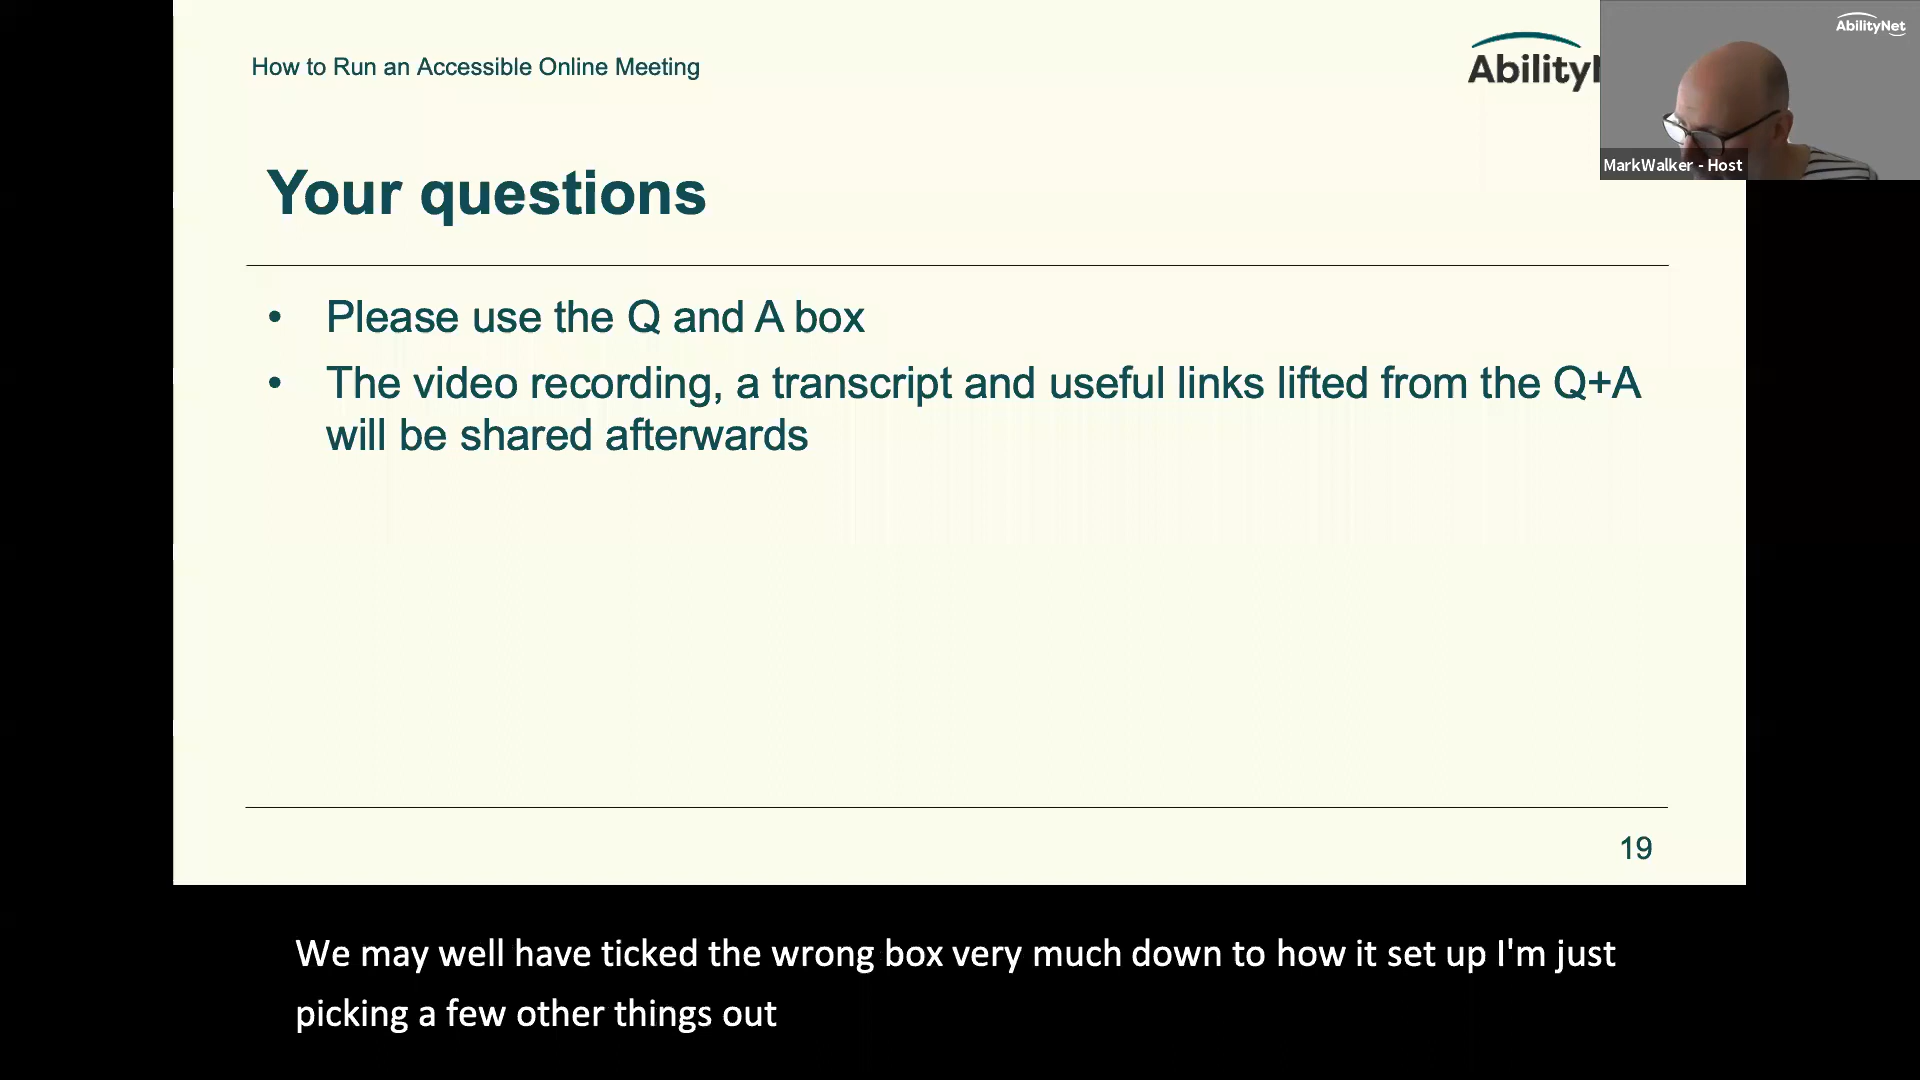 How to Run an Accessible Online Meeting
Ability
AbilityNet
MarkWalker - Host
Your questions
• Please use the Q and A box
• The video recording, a transcript and useful links lifted from the Q+A
will be shared afterwards
19
We may well have ticked the wrong box very much down to how it set up I'm just
picking a few other things out